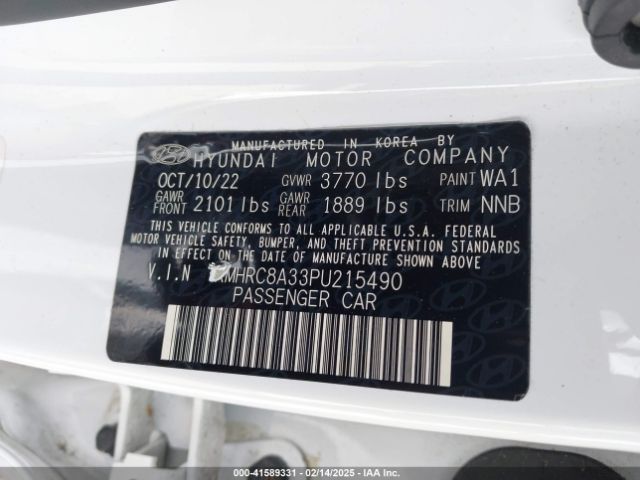 MANUFACTURED IN KOREA BY
HYUNDAI MOTOR COMPANY
OCT/10/22 GVWR 3770 lbs PAINT WA1
GAWR FRONT 2101 lbs GAWR REAR 1889 lbs TRIM NNB
THIS VEHICLE CONFORMS TO ALL APPLICABLE U.S.A. FEDERAL
MOTOR VEHICLE SAFETY, BUMPER, AND THEFT PREVENTION STANDARDS
IN EFFECT ON THE DATE OF MANUFACTURE SHOWN ABOVE
V.I.N KMHRC8A33PU215490
PASSENGER CAR
000-41589331 - 02/14/2025 - IAA Inc.